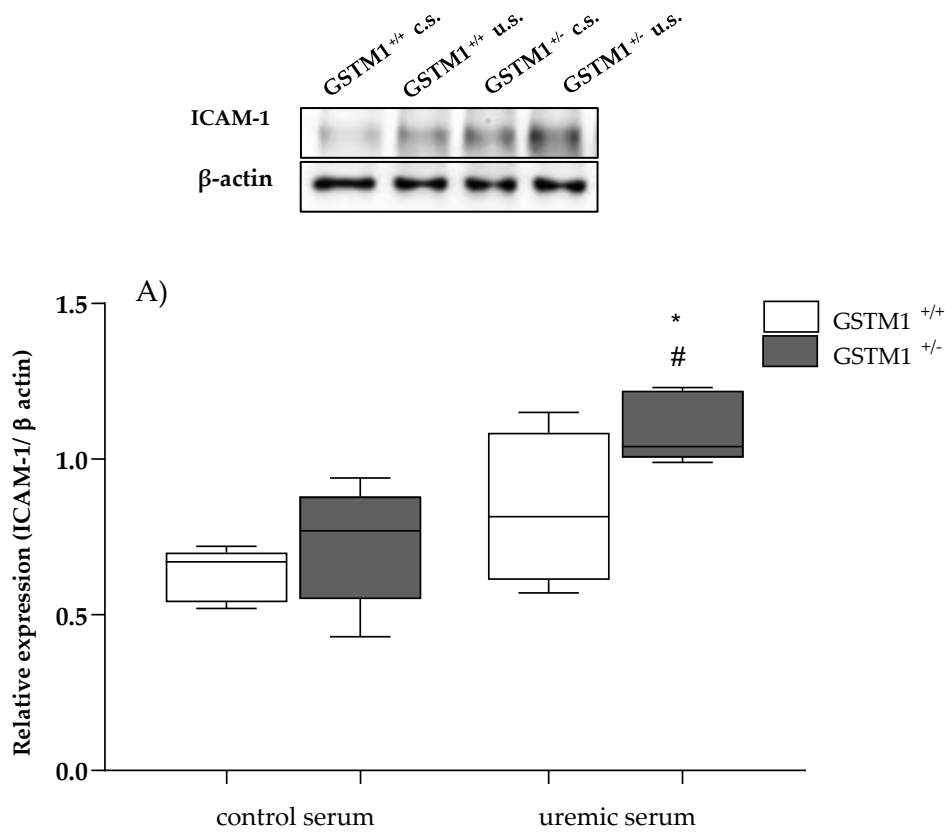 GSTM1+/+ c.s.
GSTM1+/+ u.s.
GSTM1+/- c.s.
GSTM1+/- u.s.
ICAM-1
β-actin
A)
1.5
1.0
0.5
0.0
Relative expression (ICAM-1/ β actin)
*
#
GSTM1 +/+
GSTM1 +/-
control serum
uremic serum